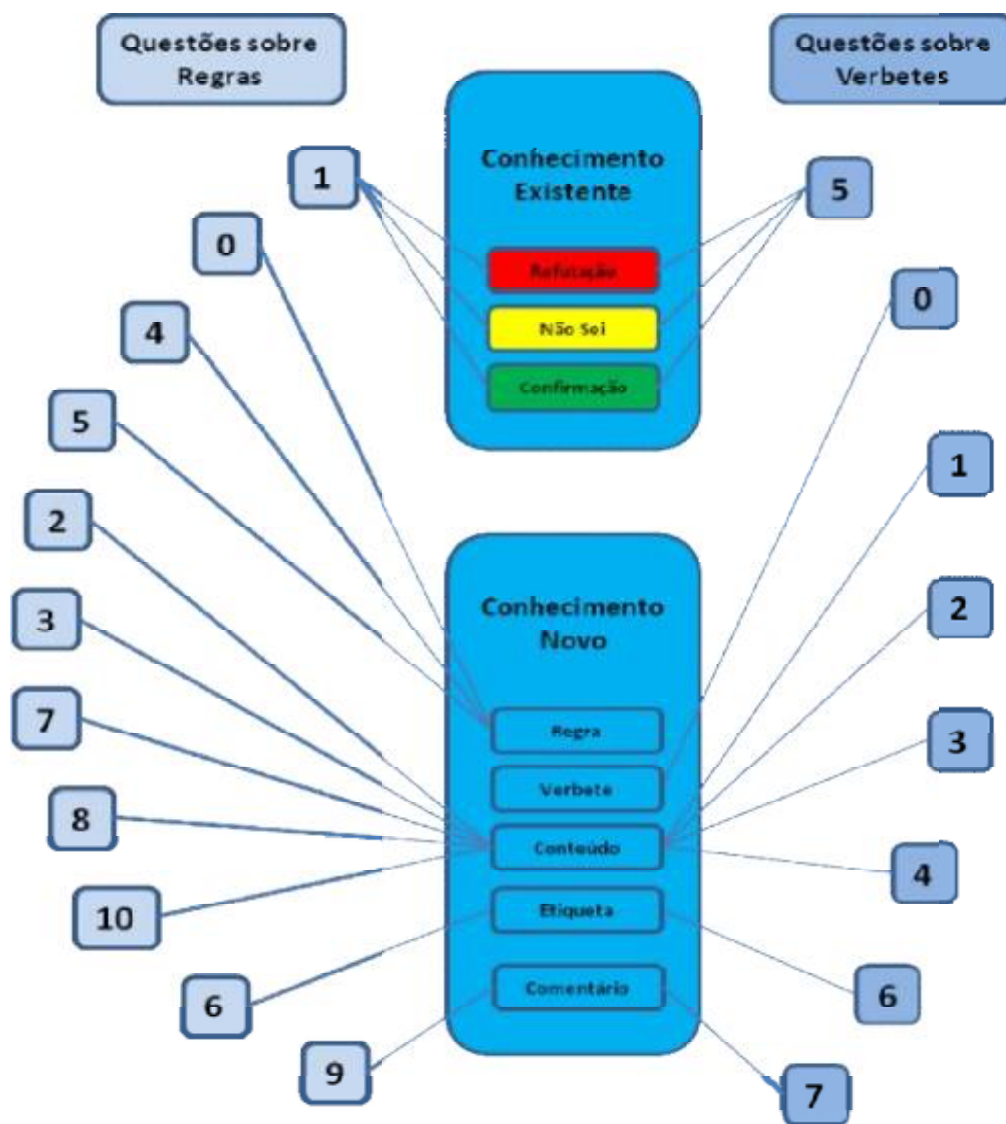 Questões sobre
Regras
Questões sobre
Verbetes
Conhecimento
Existente
1
5
0
Refutação
0
4
Não Sei
Confirmação
5
1
2
Conhecimento
Novo
2
3
7
Regra
3
Verbete
8
Conteúdo
4
10
Etiqueta
6
Comentário
6
9
7